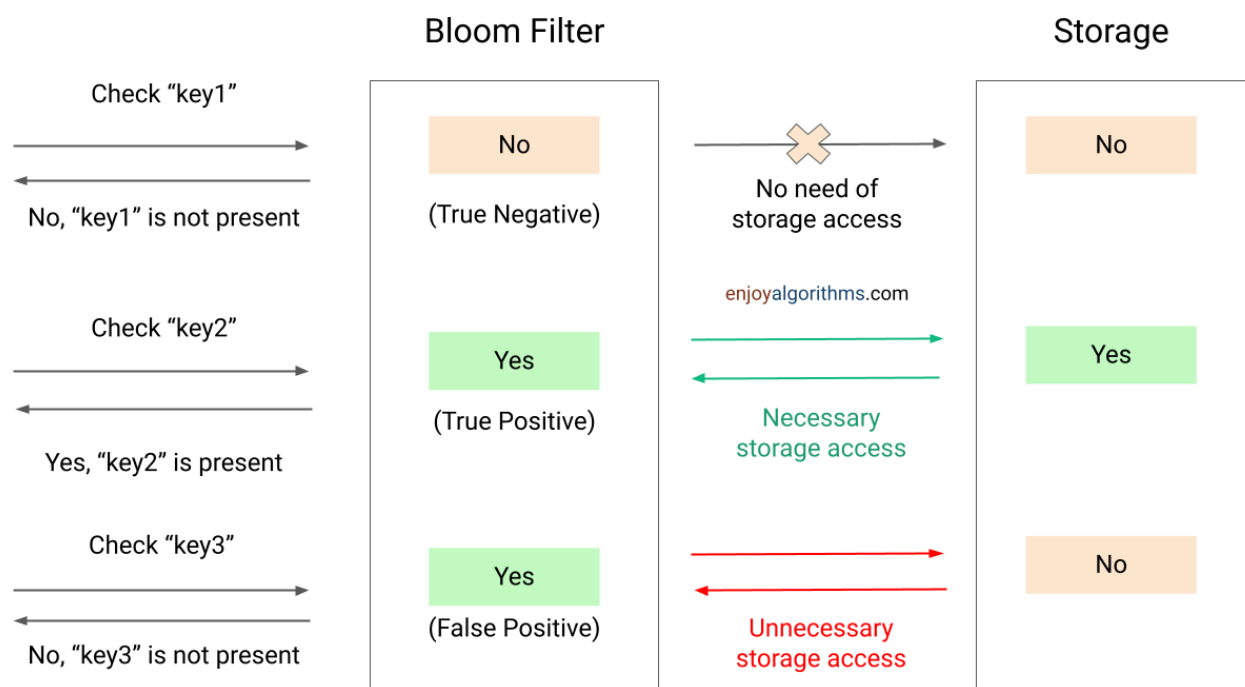 Bloom Filter
Storage
Check “key1”
No
No
No, “key1” is not present
(True Negative)
No need of
storage access
enjoyalgorithms.com
Check “key2”
Yes
Yes
Yes, “key2” is present
(True Positive)
Necessary
storage access
Check “key3”
Yes
No
No, “key3” is not present
(False Positive)
Unnecessary
storage access